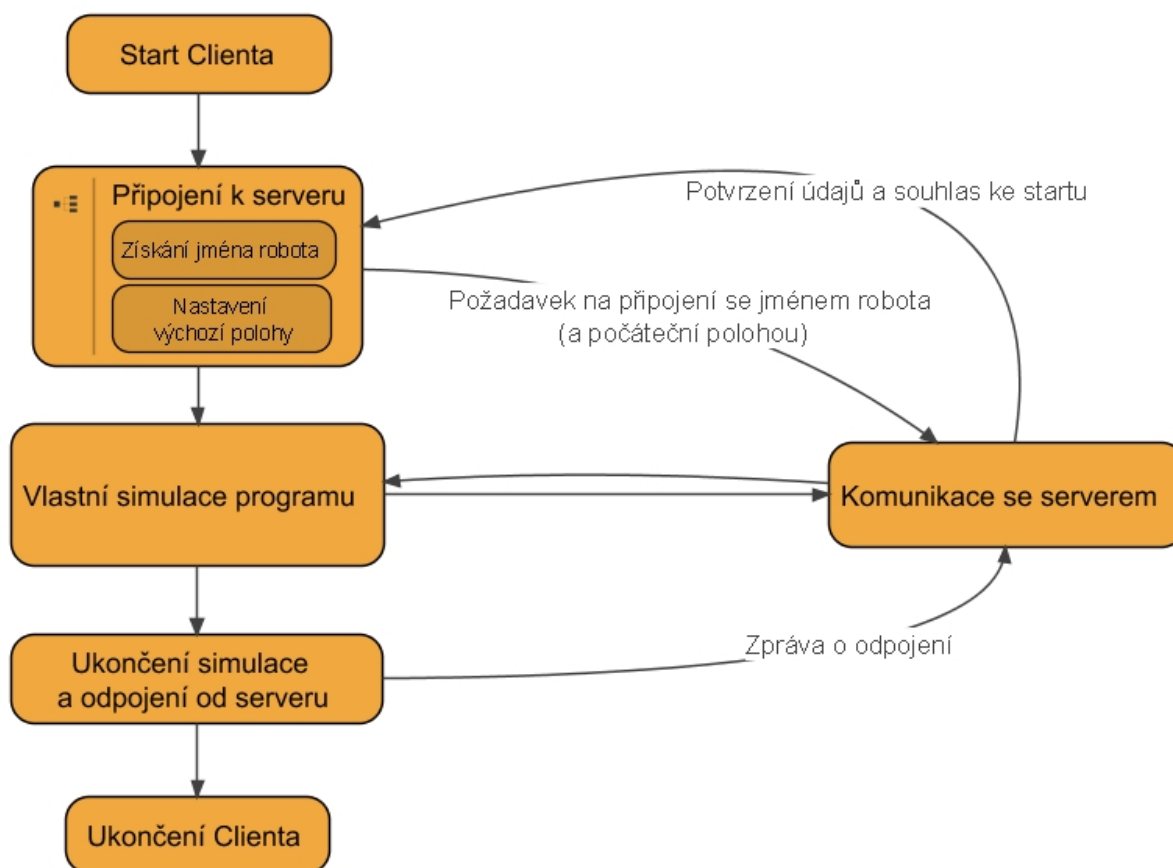 Start Clienta
Připojení k serveru
Získání jména robota
Nastavení
výchozí polohy
Potvrzení údajů a souhlas ke startu
Požadavek na připojení se jménem robota
(a počáteční polohou)
Vlastní simulace programu
Komunikace se serverem
Ukončení simulace
a odpojení od serveru
Zpráva o odpojení
Ukončení Clienta